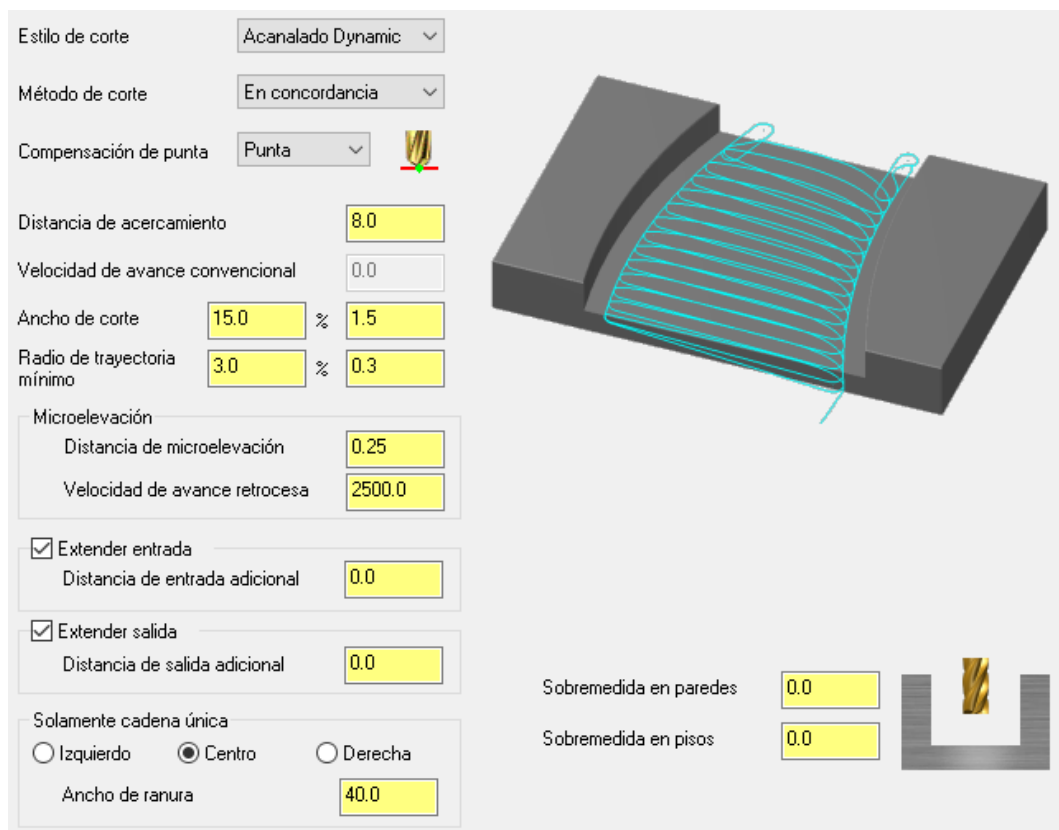 Estilo de corte Acanalado Dynamic
Método de corte En concordancia
Compensación de punta Punta
Distancia de acercamiento 8.0
Velocidad de avance convencional 0.0
Ancho de corte 15.0 % 1.5
Radio de trayectoria
mínimo 3.0 % 0.3
Microelevación
Distancia de microelevación 0.25
Velocidad de avance retrocesa 2500.0
Extender entrada
Distancia de entrada adicional 0.0
Extender salida
Distancia de salida adicional 0.0
Solamente cadena única
Izquierdo Centro Derecha
Ancho de ranura 40.0
Sobremedida en paredes 0.0
Sobremedida en pisos 0.0